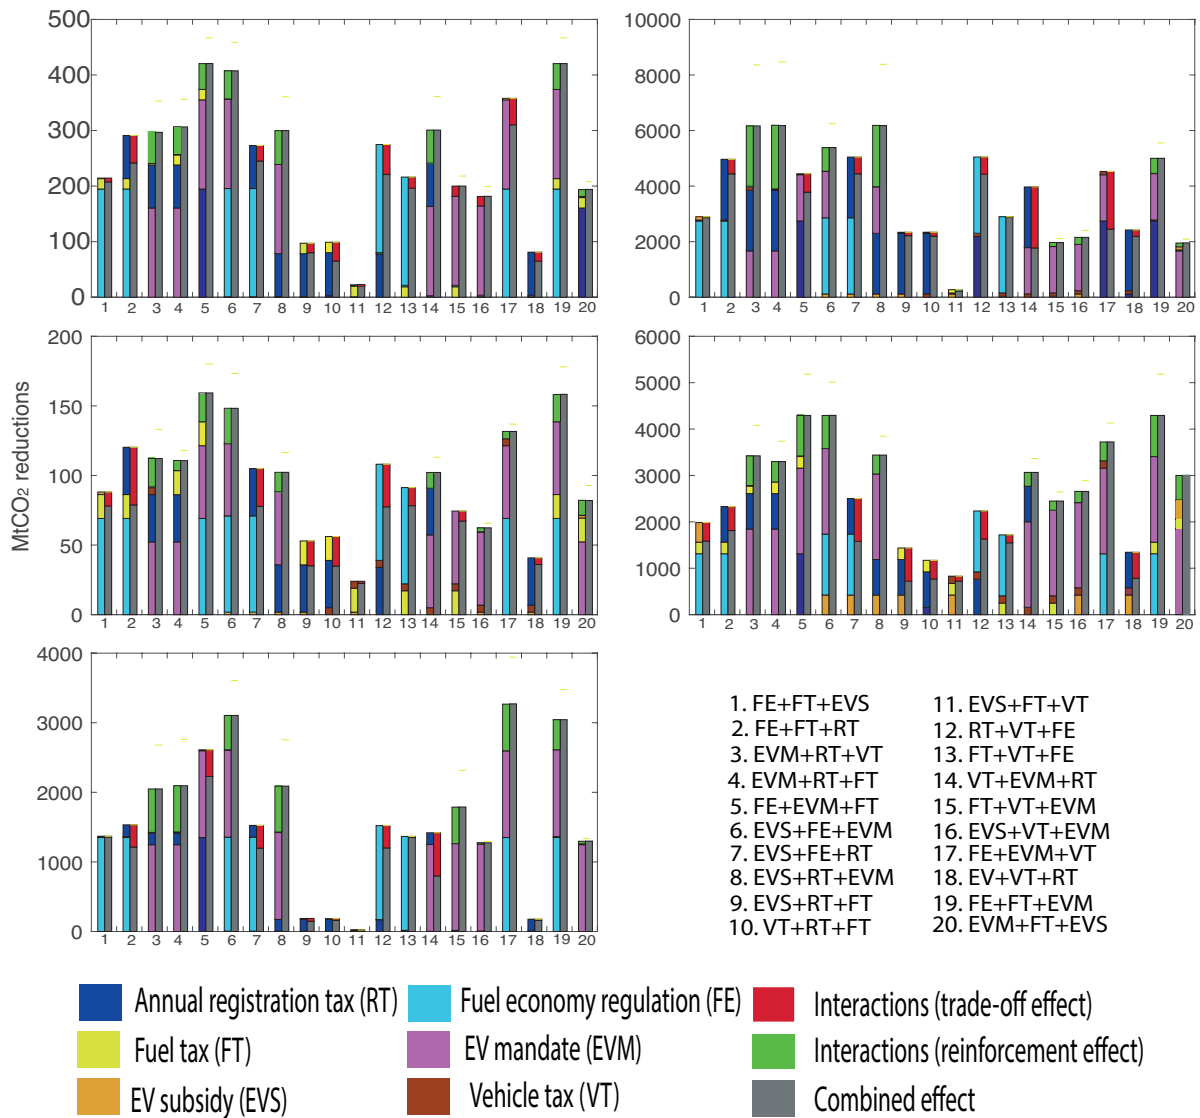 500
400
300
200
100
0
1 2 3 4 5 6 7 8 9 10 11 12 13 14 15 16 17 18 19 20
10000
8000
6000
4000
2000
0
1 2 3 4 5 6 7 8 9 10 11 12 13 14 15 16 17 18 19 20
MtCO2 reductions
200
150
100
50
0
1 2 3 4 5 6 7 8 9 10 11 12 13 14 15 16 17 18 19 20
6000
5000
4000
3000
2000
1000
0
1 2 3 4 5 6 7 8 9 10 11 12 13 14 15 16 17 18 19 20
4000
3000
2000
1000
0
1 2 3 4 5 6 7 8 9 10 11 12 13 14 15 16 17 18 19 20
1. FE+FT+EVS
2. FE+FT+RT
3. EVM+RT+VT
4. EVM+RT+FT
5. FE+EVM+FT
6. EVS+FE+EVM
7. EVS+FE+RT
8. EVS+RT+EVM
9. EVS+RT+FT
10. VT+RT+FT
11. EVS+FT+VT
12. RT+VT+FE
13. FT+VT+FE
14. VT+EVM+RT
15. FT+VT+EVM
16. EVS+VT+EVM
17. FE+EVM+VT
18. EV+VT+RT
19. FE+FT+EVM
20. EVM+FT+EVS
Annual registration tax (RT)
Fuel tax (FT)
EV subsidy (EVS)
Fuel economy regulation (FE)
EV mandate (EVM)
Vehicle tax (VT)
Interactions (trade-off effect)
Interactions (reinforcement effect)
Combined effect